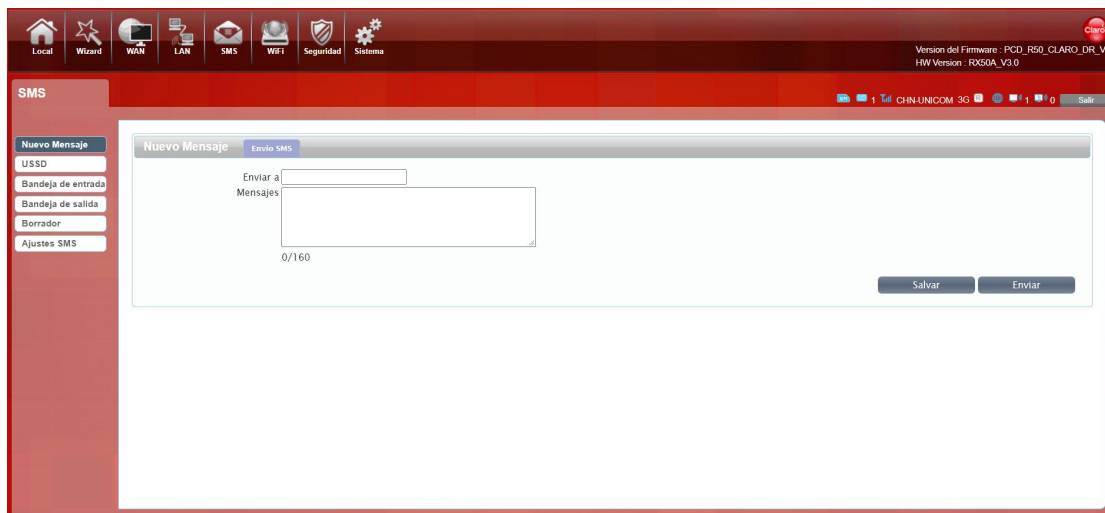 Local Wizard WAN LAN SMS WiFi Seguridad Sistema
Claro
Version del Firmware : PCD_R50_CLARO_DR_V
HW Version : RX50A_V3.0
SMS
1 CHN-UNICOM 3G 1 0 Salir
Nuevo Mensaje
USSD
Bandeja de entrada
Bandeja de salida
Borrador
Ajustes SMS
Nuevo Mensaje Envio SMS
Enviar a
Mensajes
0/160
Salvar Enviar